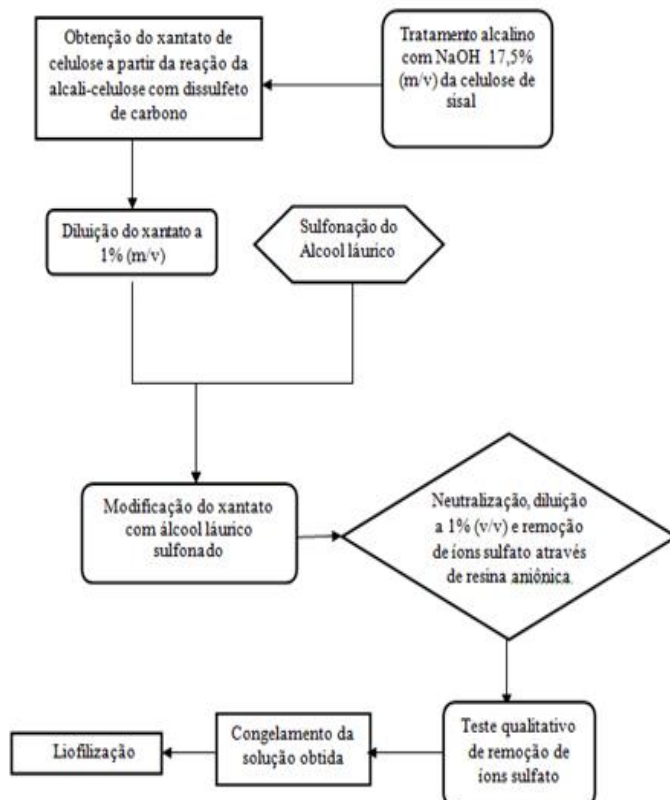 Obtenção do xantato de
celulose a partir da reação da
alcali-celulose com dissulfeto
de carbono
Tratamento alcalino
com NaOH 17,5%
(m/v) da celulose de
sisal
Diluição do xantato a
1% (m/v)
Sulfonação do
Alcool láurico
Modificação do xantato
com álcool láurico
sulfonado
Neutralização, diluição
a 1% (v/v) e remoção
de íons sulfato através
de resina aniônica.
Teste qualitativo
de remoção de
íons sulfato
Congelamento da
solução obtida
Liofilização